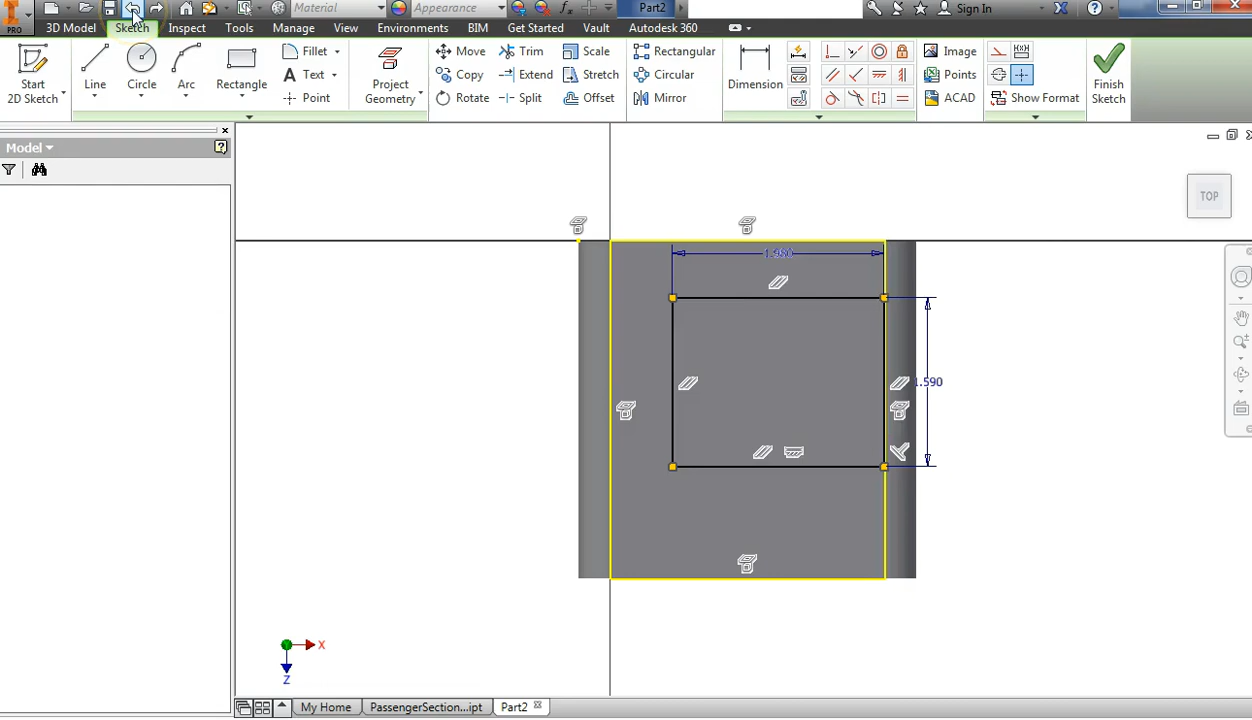 Material
Appearance
Part2
Sign In
PRO
3D Model
Sketch
Inspect
Tools
Manage
View
Environments
BIM
Get Started
Vault
Autodesk 360
Start
2D Sketch
Line
Circle
Arc
Rectangle
Fillet
Text
Point
Project
Geometry
Move
Copy
Rotate
Trim
Extend
Split
Scale
Stretch
Offset
Rectangular
Circular
Mirror
Dimension
Image
Points
ACAD
Show Format
Finish
Sketch
Model
TOP
1.980
1.590
X
Z
My Home
PassengerSection...ipt
Part2